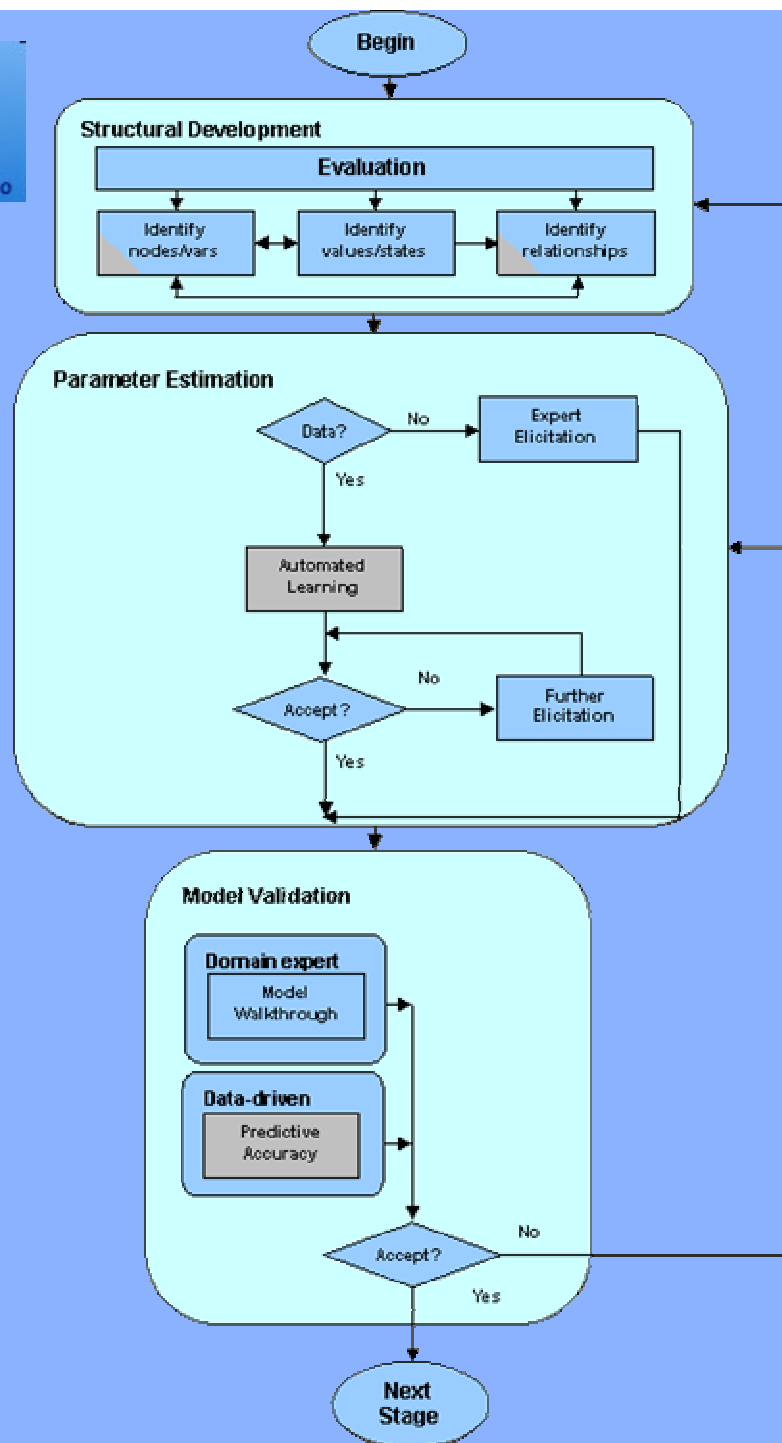 Begin
o
Structural Development
Evaluation
Identify
nodes/vars
Identify
values/states
Identify
relationships
Parameter Estimation
Data?
No
Expert
Elicitation
Yes
Automated
Learning
No
Accept?
Further
Elicitation
Yes
Model Validation
Domain expert
Model
Walkthrough
Data-driven
Predictive
Accuracy
No
Accept?
Yes
Next
Stage